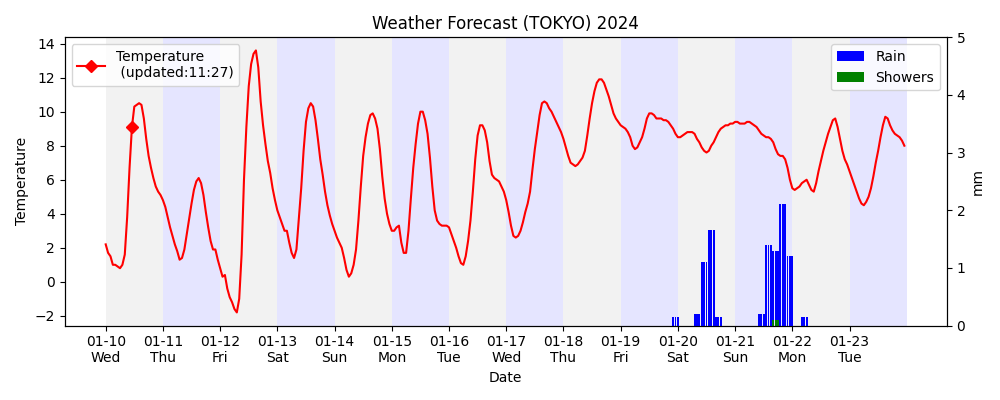 Weather Forecast (TOKYO) 2024
Temperature
(updated:11:27)
Rain
Showers
14
12
10
8
6
4
2
0
−2
Temperature
5
4
3
2
1
0
mm
01-10 01-11 01-12 01-13 01-14 01-15 01-16 01-17 01-18 01-19 01-20 01-21 01-22 01-23
Wed Thu Fri Sat Sun Mon Tue Wed Thu Fri Sat Sun Mon Tue
Date